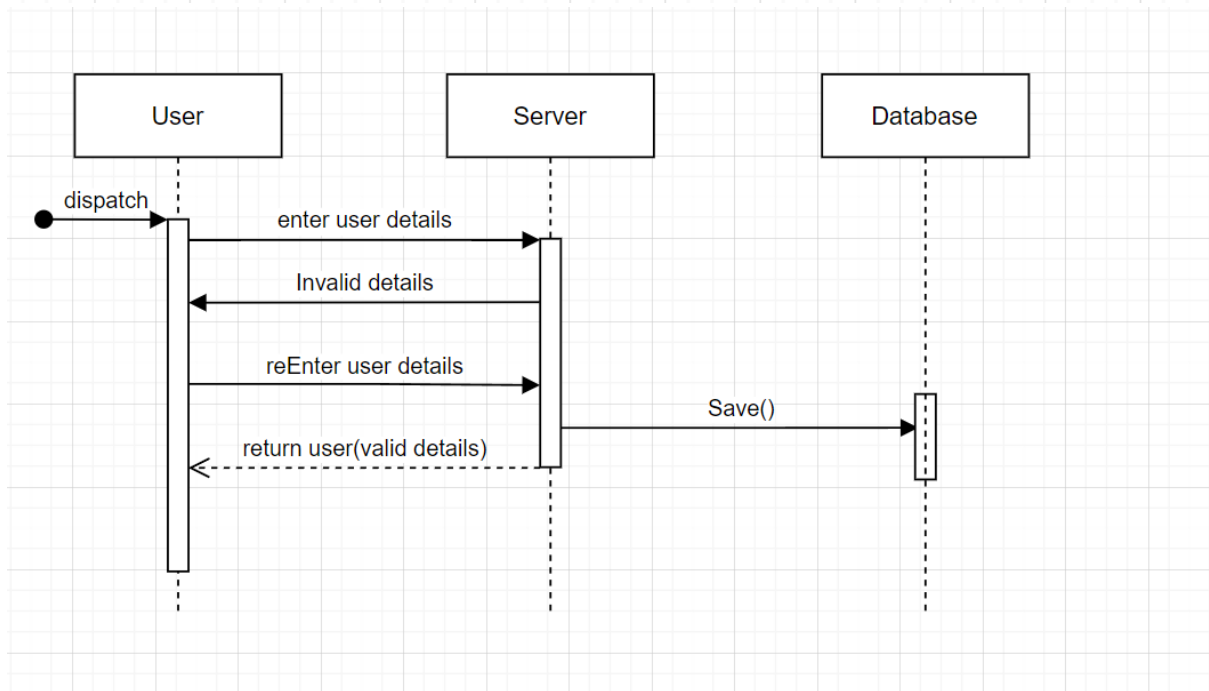 User
Server
Database
dispatch
enter user details
Invalid details
reEnter user details
Save()
return user(valid details)